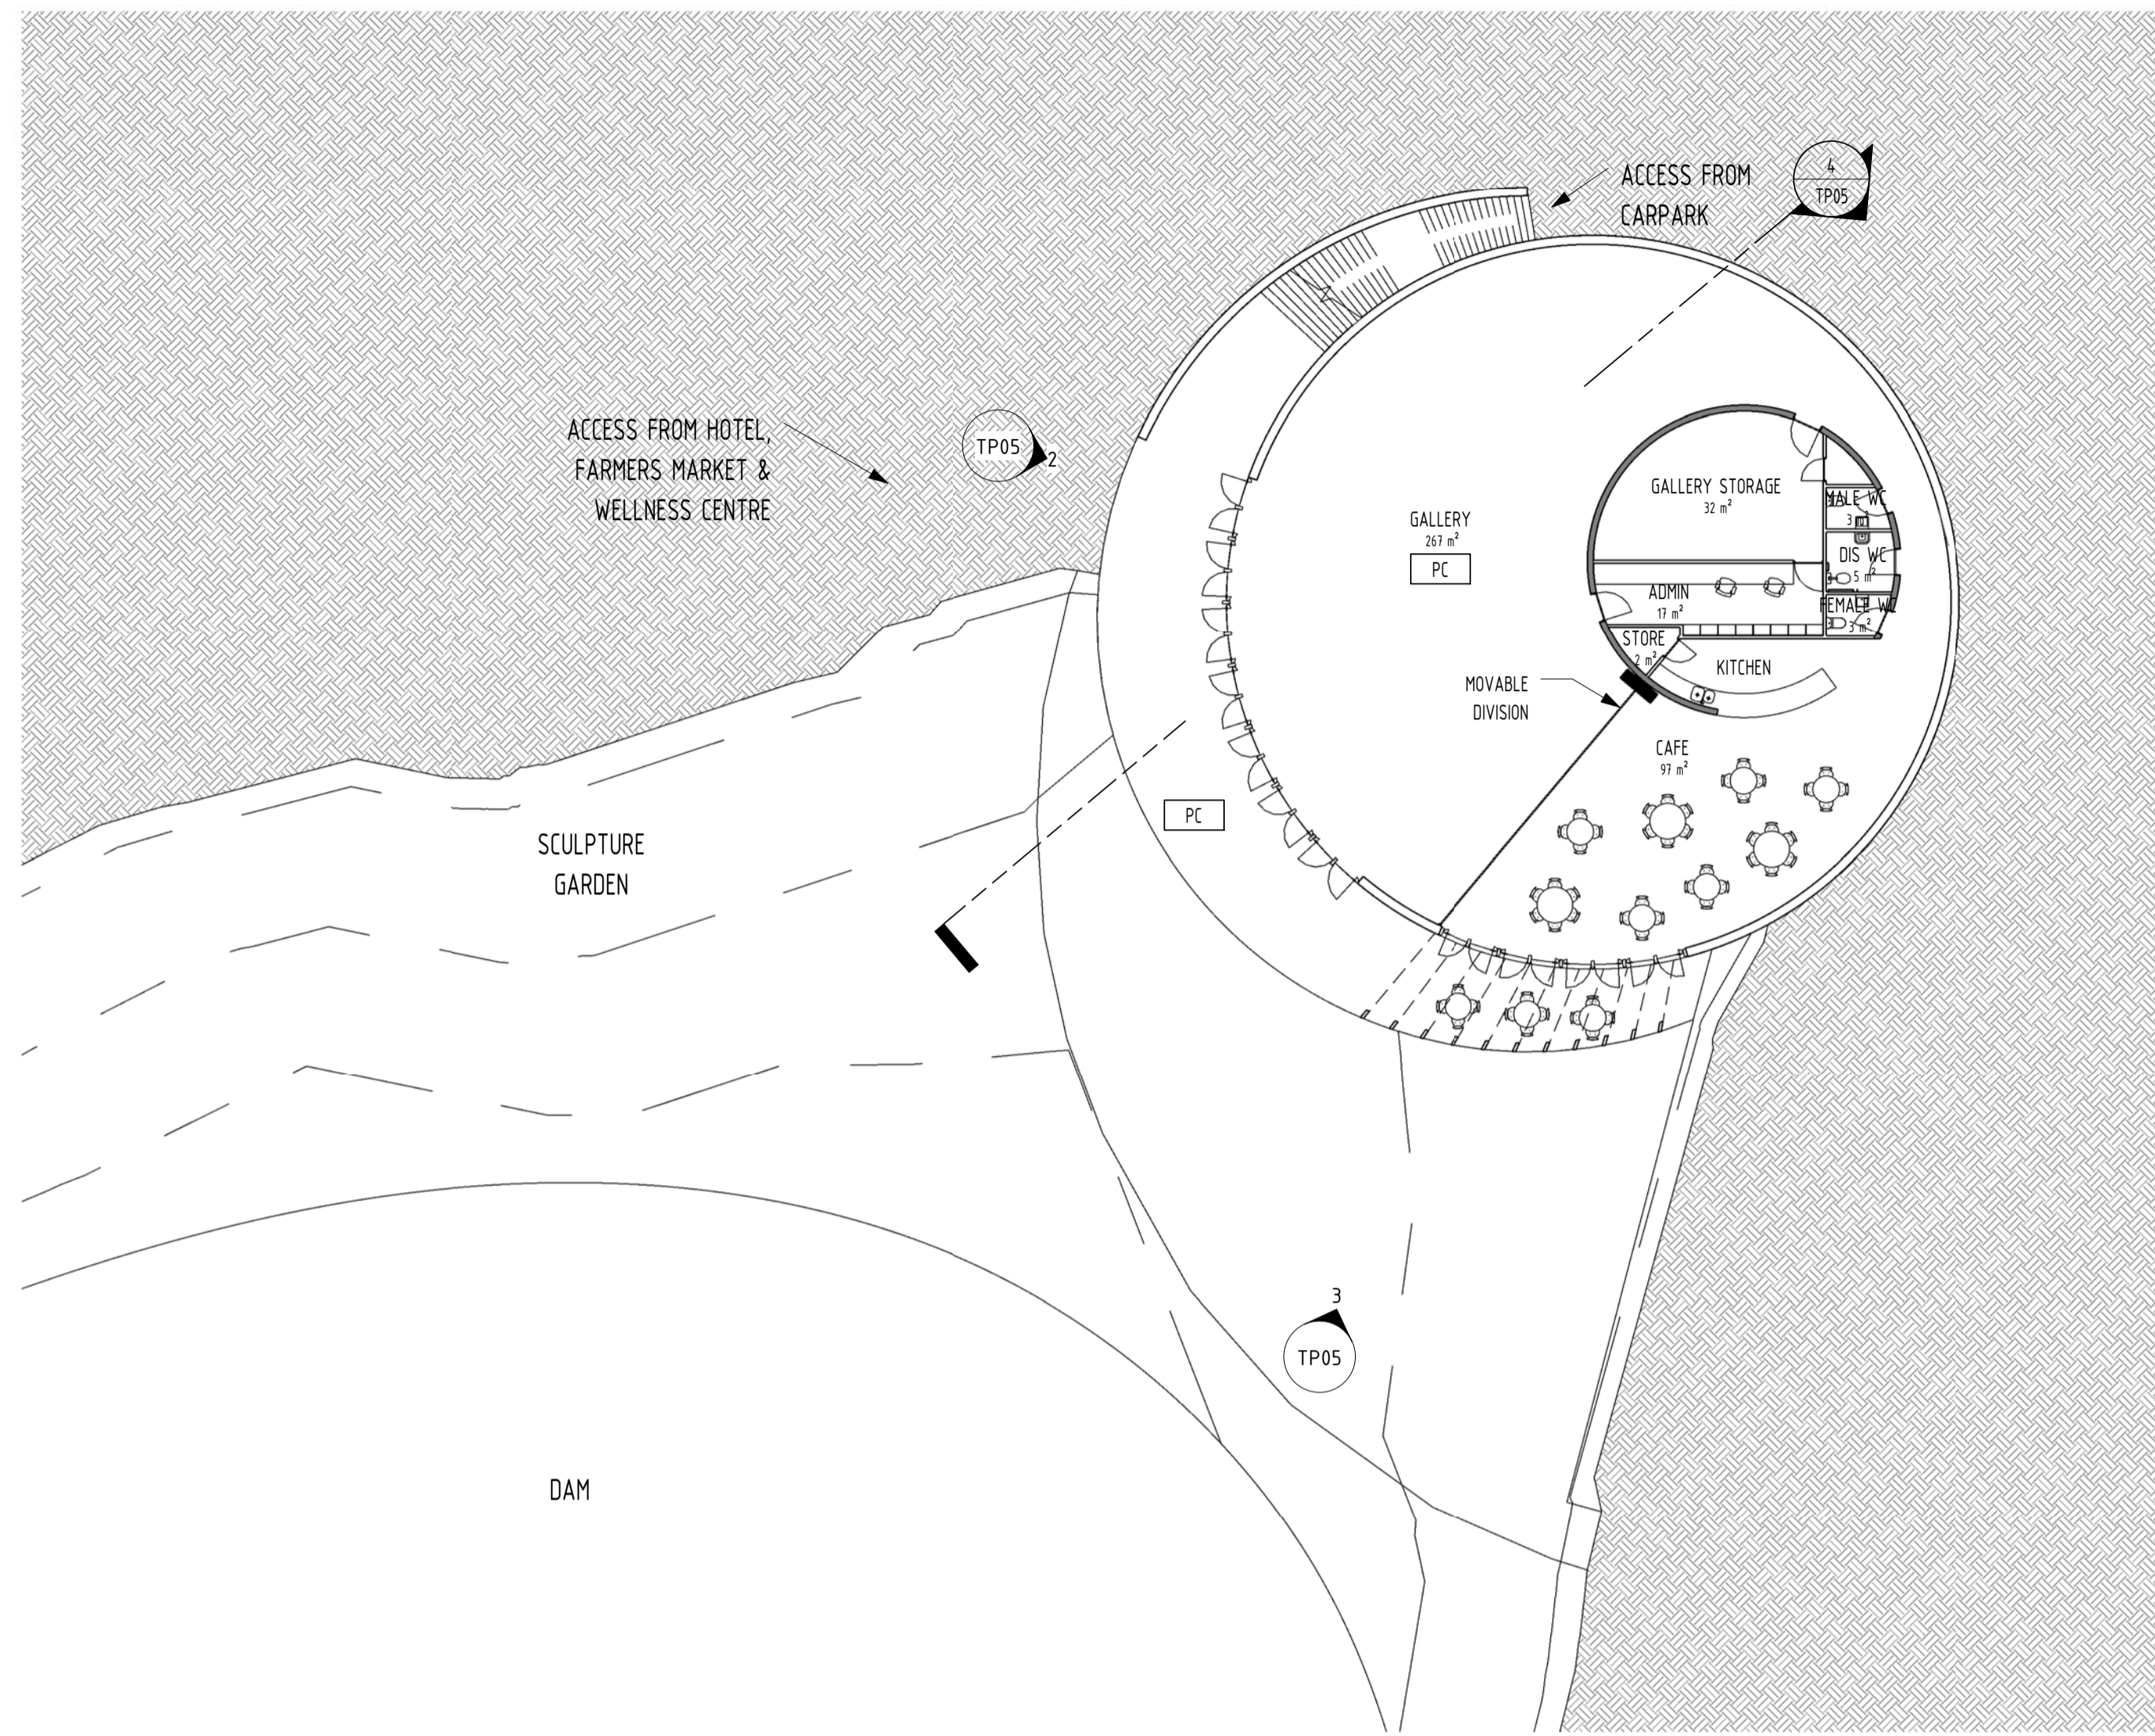 ACCESS FROM
CARPARK
4
TP05
ACCESS FROM HOTEL,
FARMERS MARKET &
WELLNESS CENTRE
TP05
2
GALLERY STORAGE
32 m²
MALE WC
3 m²
GALLERY
267 m²
PC
DIS WC
5 m²
ADMIN
17 m²
FEMALE WC
3 m²
STORE
2 m²
KITCHEN
MOVABLE
DIVISION
CAFE
97 m²
PC
SCULPTURE
GARDEN
3
TP05
DAM